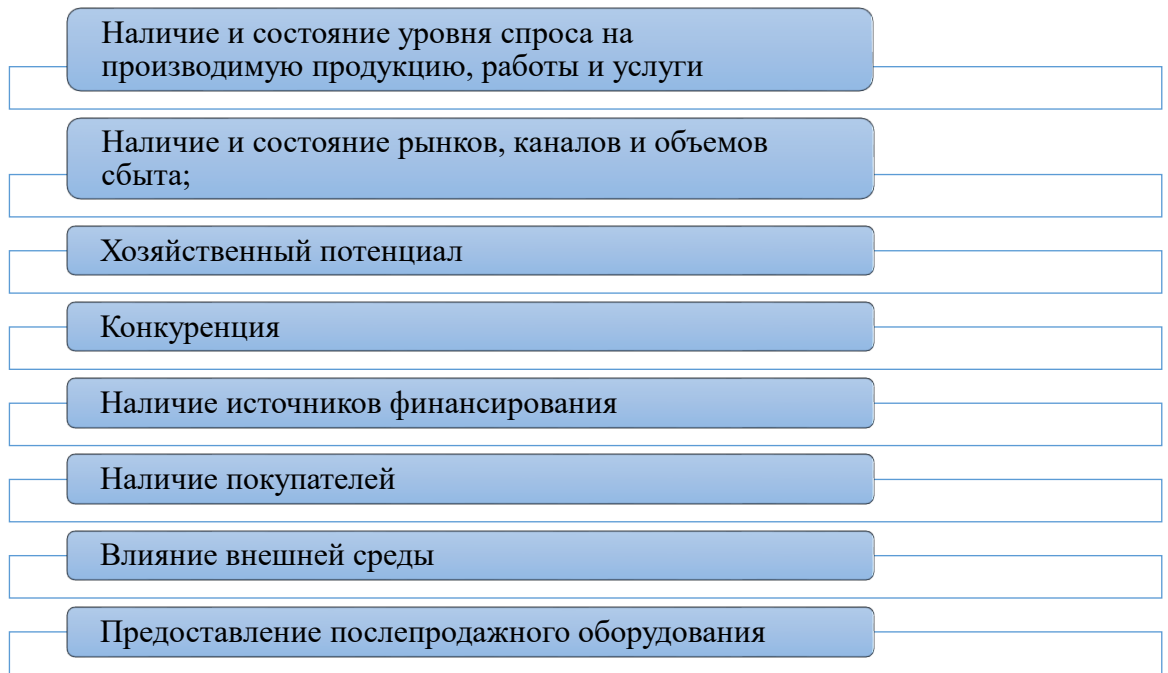 Наличие и состояние уровня спроса на
производимую продукцию, работы и услуги
Наличие и состояние рынков, каналов и объемов
сбыта;
Хозяйственный потенциал
Конкуренция
Наличие источников финансирования
Наличие покупателей
Влияние внешней среды
Предоставление послепродажного оборудования